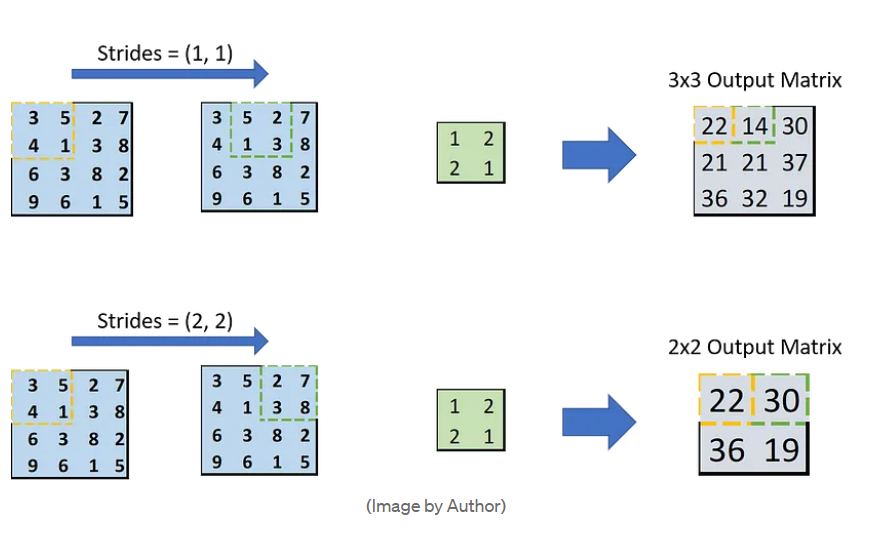 Strides = (1, 1)
3x3 Output Matrix
3 5 2 7
4 1 3 8
6 3 8 2
9 6 1 5
3 5 2 7
4 1 3 8
6 3 8 2
9 6 1 5
1 2
2 1
22 14 30
21 21 37
36 32 19
Strides = (2, 2)
2x2 Output Matrix
3 5 2 7
4 1 3 8
6 3 8 2
9 6 1 5
3 5 2 7
4 1 3 8
6 3 8 2
9 6 1 5
1 2
2 1
22 30
36 19
(Image by Author)